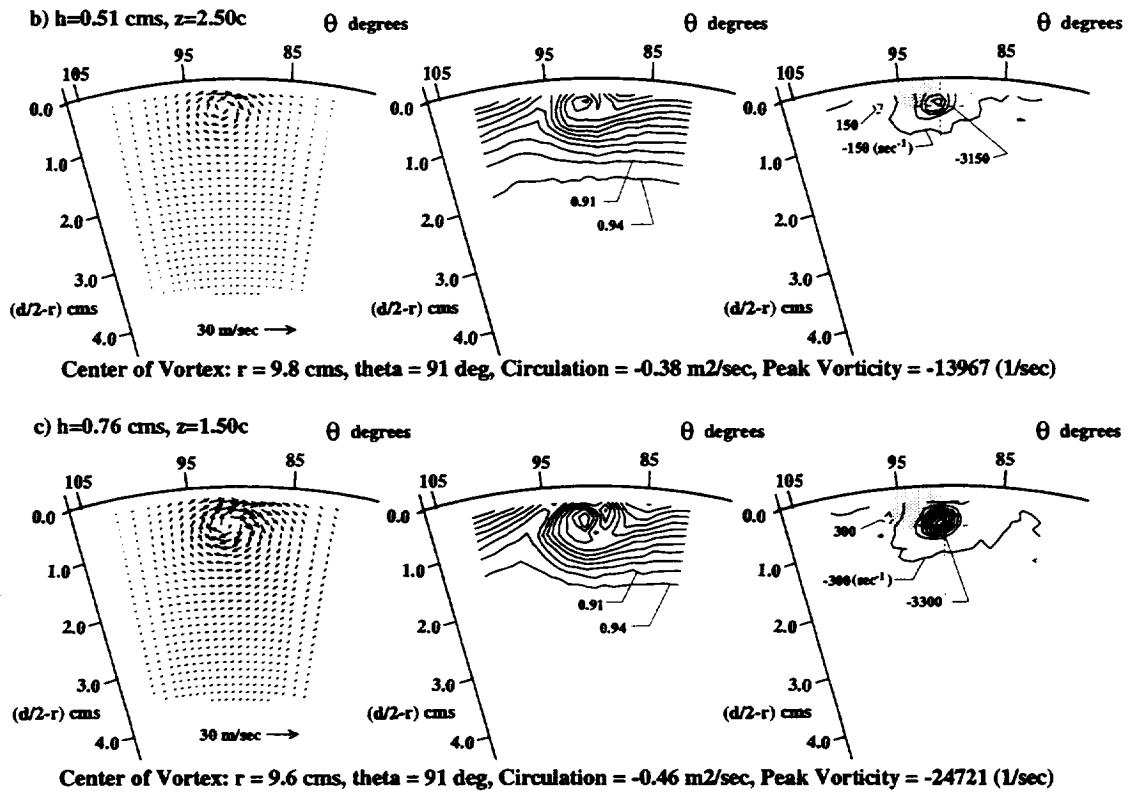 b) h=0.51 cms, z=2.50c
θ degrees
θ degrees
θ degrees
105
95
85
105
95
85
105
95
85
0.0
1.0
2.0
3.0
(d/2-r) cms
4.0
30 m/sec
0.0
1.0
2.0
3.0
(d/2-r) cms
4.0
0.91
0.94
0.0
1.0
2.0
3.0
(d/2-r) cms
4.0
150
-150 (sec⁻¹)
-3150
Center of Vortex: r = 9.8 cms, theta = 91 deg, Circulation = -0.38 m2/sec, Peak Vorticity = -13967 (1/sec)
c) h=0.76 cms, z=1.50c
θ degrees
θ degrees
θ degrees
105
95
85
105
95
85
105
95
85
0.0
1.0
2.0
3.0
(d/2-r) cms
4.0
30 m/sec
0.0
1.0
2.0
3.0
(d/2-r) cms
4.0
0.91
0.94
0.0
1.0
2.0
3.0
(d/2-r) cms
4.0
300
-300 (sec⁻¹)
-3300
Center of Vortex: r = 9.6 cms, theta = 91 deg, Circulation = -0.46 m2/sec, Peak Vorticity = -24721 (1/sec)